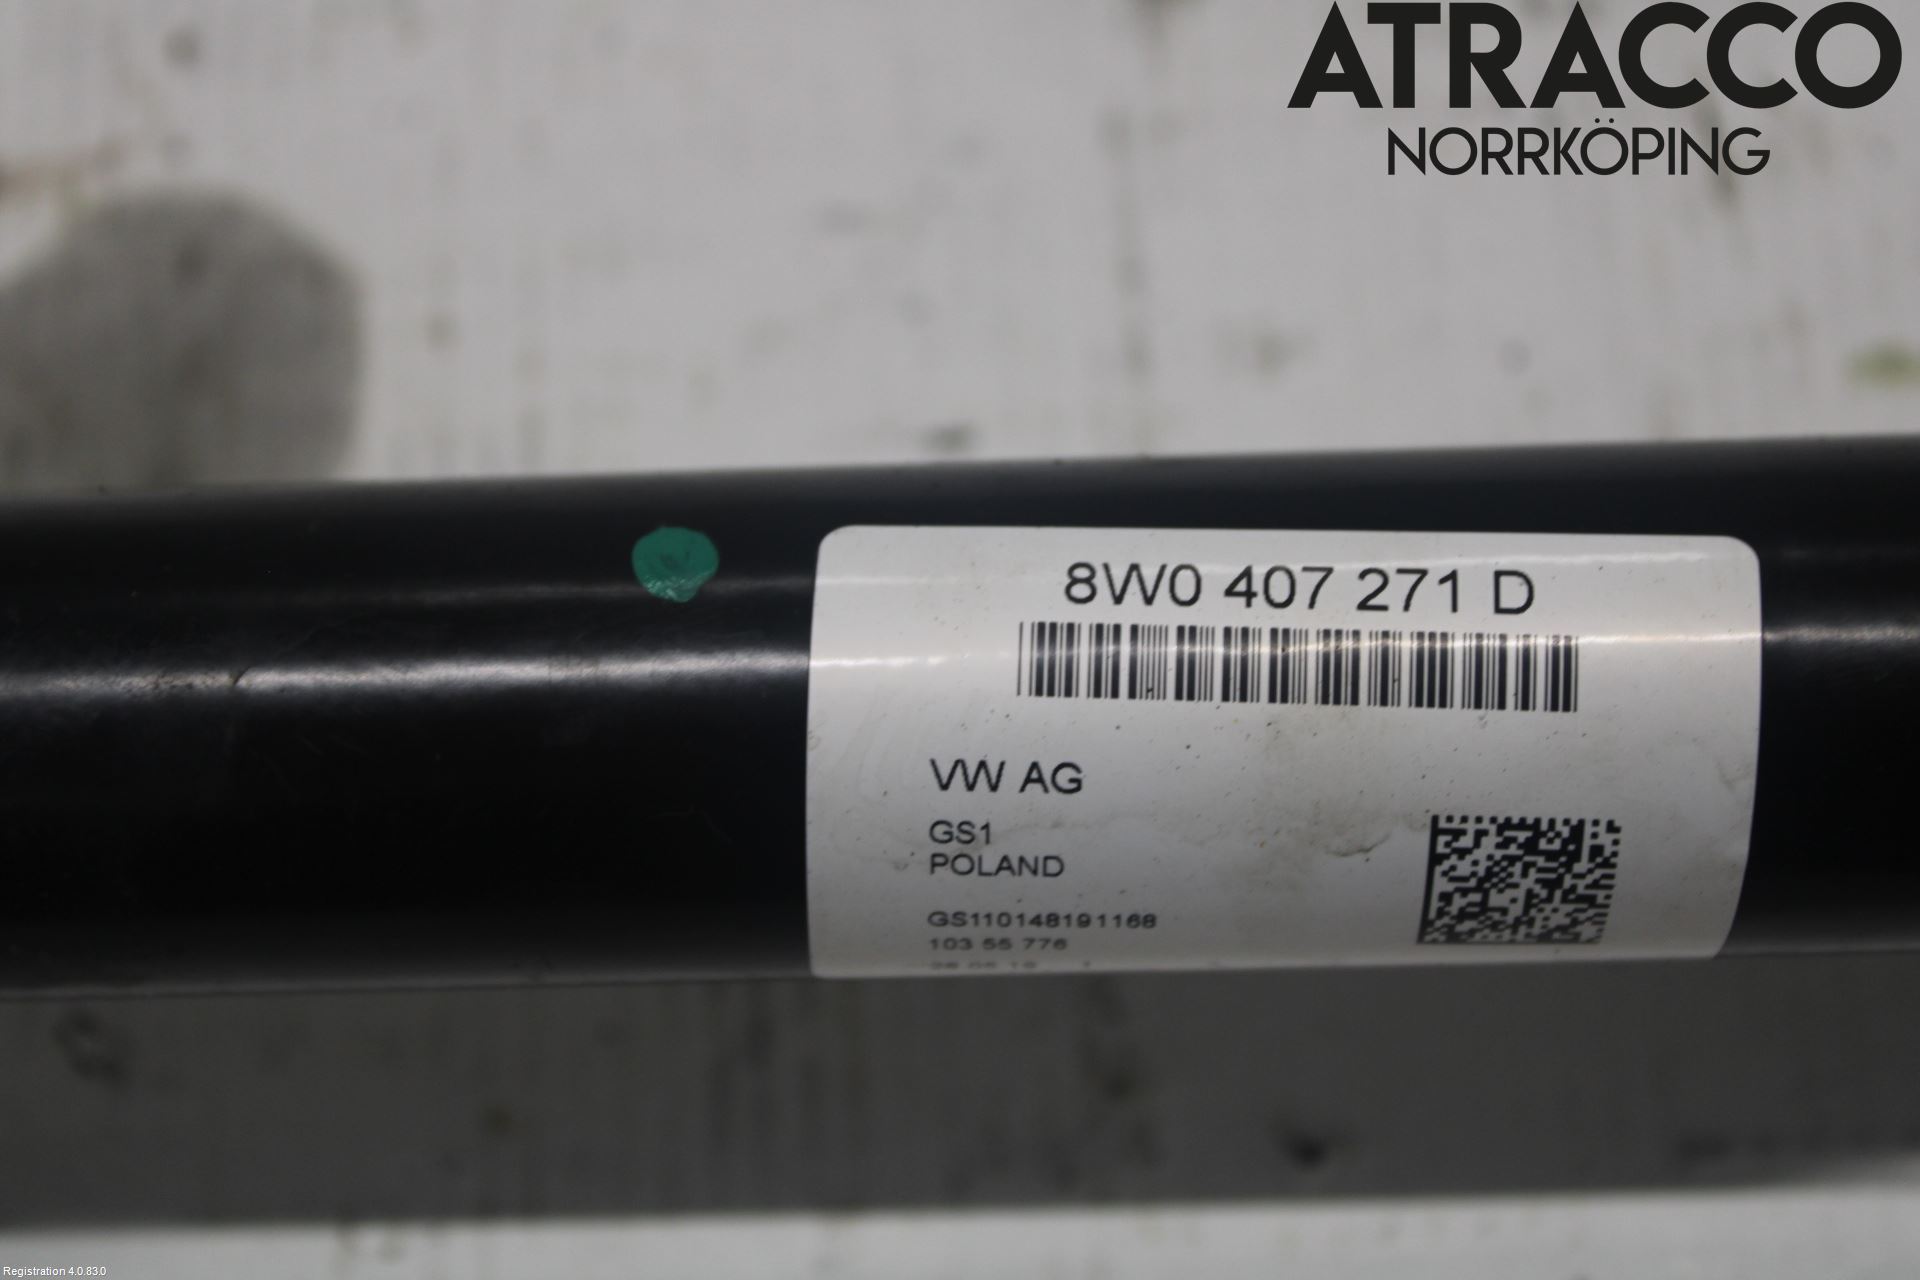 ATRACCO
NORRKÖPING
8W0 407 271 D
VW AG
GS1
POLAND
GS110148191168
103 55 776
Registration 4.0.83.0